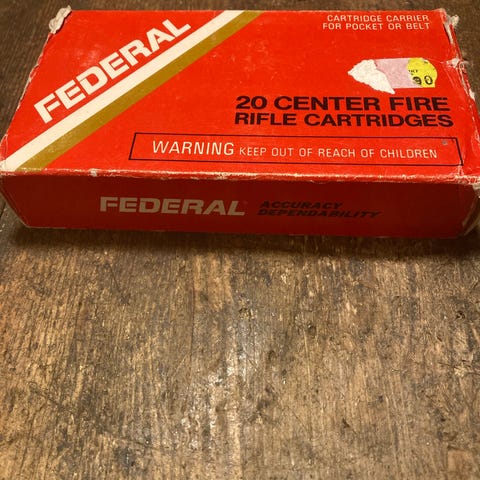 FEDERAL
CARTRIDGE CARRIER
FOR POCKET OR BELT
90
20 CENTER FIRE
RIFLE CARTRIDGES
WARNING KEEP OUT OF REACH OF CHILDREN
FEDERAL ACCURACY
DEPENDABILITY